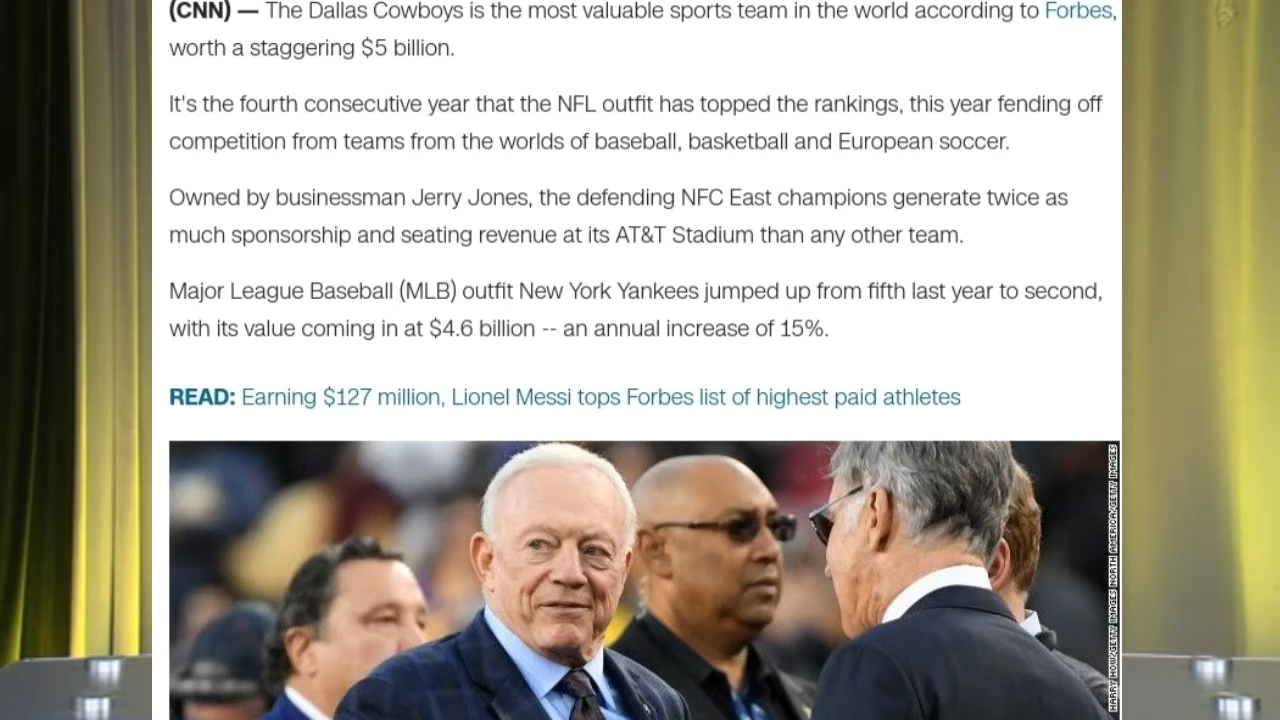 (CNN) — The Dallas Cowboys is the most valuable sports team in the world according to Forbes,
worth a staggering $5 billion.
It's the fourth consecutive year that the NFL outfit has topped the rankings, this year fending off
competition from teams from the worlds of baseball, basketball and European soccer.
Owned by businessman Jerry Jones, the defending NFC East champions generate twice as
much sponsorship and seating revenue at its AT&T Stadium than any other team.
Major League Baseball (MLB) outfit New York Yankees jumped up from fifth last year to second,
with its value coming in at $4.6 billion -- an annual increase of 15%.
READ: Earning $127 million, Lionel Messi tops Forbes list of highest paid athletes
HARRY HOW/GETTY IMAGES NORTH AMERICA/GETTY IMAGES